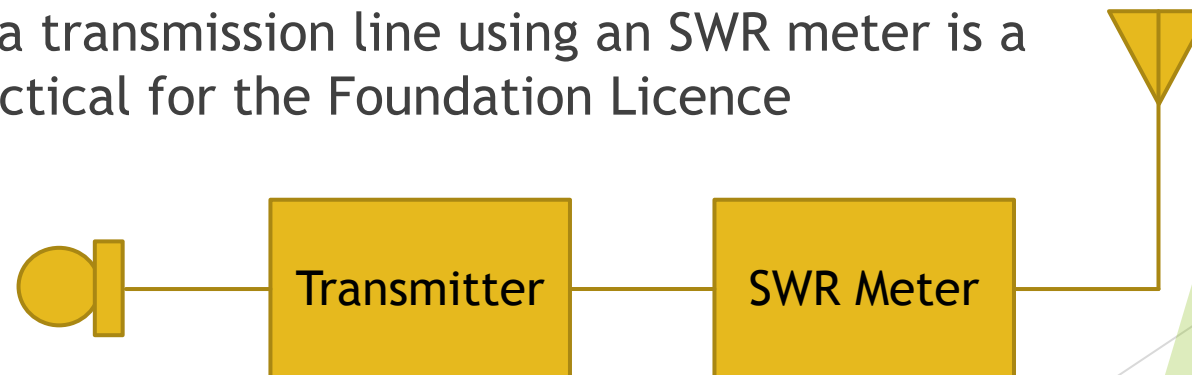 a transmission line using an SWR meter is a
ctical for the Foundation Licence
Transmitter
SWR Meter